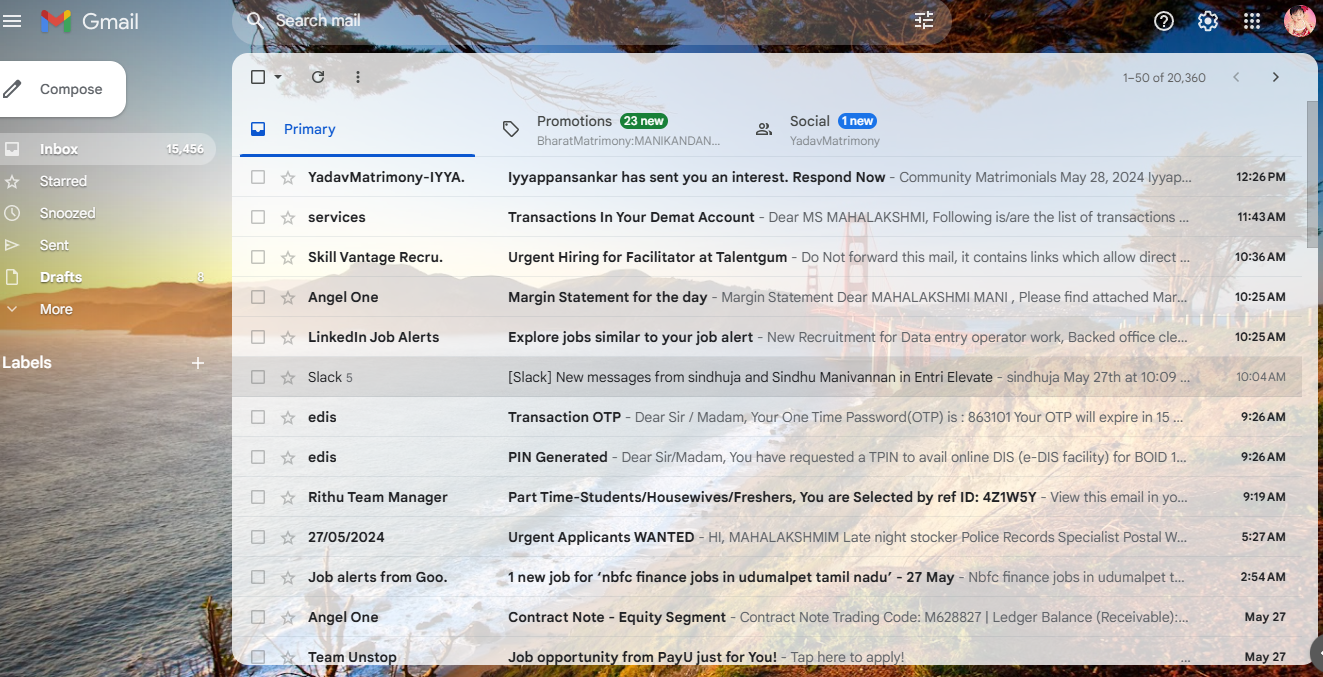 Gmail
Search mail
Compose
1–50 of 20,360
Primary
Promotions 23 new
BharatMatrimony:MANIKANDAN...
Social 1 new
YadavMatrimony
Inbox 15,456
Starred
Snoozed
Sent
Drafts 8
More
Labels
YadavMatrimony-IYYA. Iyyappansankar has sent you an interest. Respond Now - Community Matrimonials May 28, 2024 Iyyap... 12:26 PM
services Transactions In Your Demat Account - Dear MS MAHALAKSHMI, Following is/are the list of transactions ... 11:43 AM
Skill Vantage Recru. Urgent Hiring for Facilitator at Talentgum - Do Not forward this mail, it contains links which allow direct ... 10:36 AM
Angel One Margin Statement for the day - Margin Statement Dear MAHALAKSHMI MANI , Please find attached Mar... 10:25 AM
LinkedIn Job Alerts Explore jobs similar to your job alert - New Recruitment for Data entry operator work, Backed office cle... 10:25 AM
Slack 5 [Slack] New messages from sindhuja and Sindhu Manivannan in Entri Elevate - sindhuja May 27th at 10:09 ... 10:04 AM
edis Transaction OTP - Dear Sir / Madam, Your One Time Password(OTP) is : 863101 Your OTP will expire in 15 ... 9:26 AM
edis PIN Generated - Dear Sir/Madam, You have requested a TPIN to avail online DIS (e-DIS facility) for BOID 1... 9:26 AM
Rithu Team Manager Part Time-Students/Housewives/Freshers, You are Selected by ref ID: 4Z1W5Y - View this email in yo... 9:19 AM
27/05/2024 Urgent Applicants WANTED - HI, MAHALAKSHMIM Late night stocker Police Records Specialist Postal W... 5:27 AM
Job alerts from Goo. 1 new job for ‘nbfc finance jobs in udumalpet tamil nadu’ - 27 May - Nbfc finance jobs in udumalpet t... 2:54 AM
Angel One Contract Note - Equity Segment - Contract Note Trading Code: M628827 | Ledger Balance (Receivable):... May 27
Team Unstop Job opportunity from PayU just for You! - Tap here to apply! ... May 27